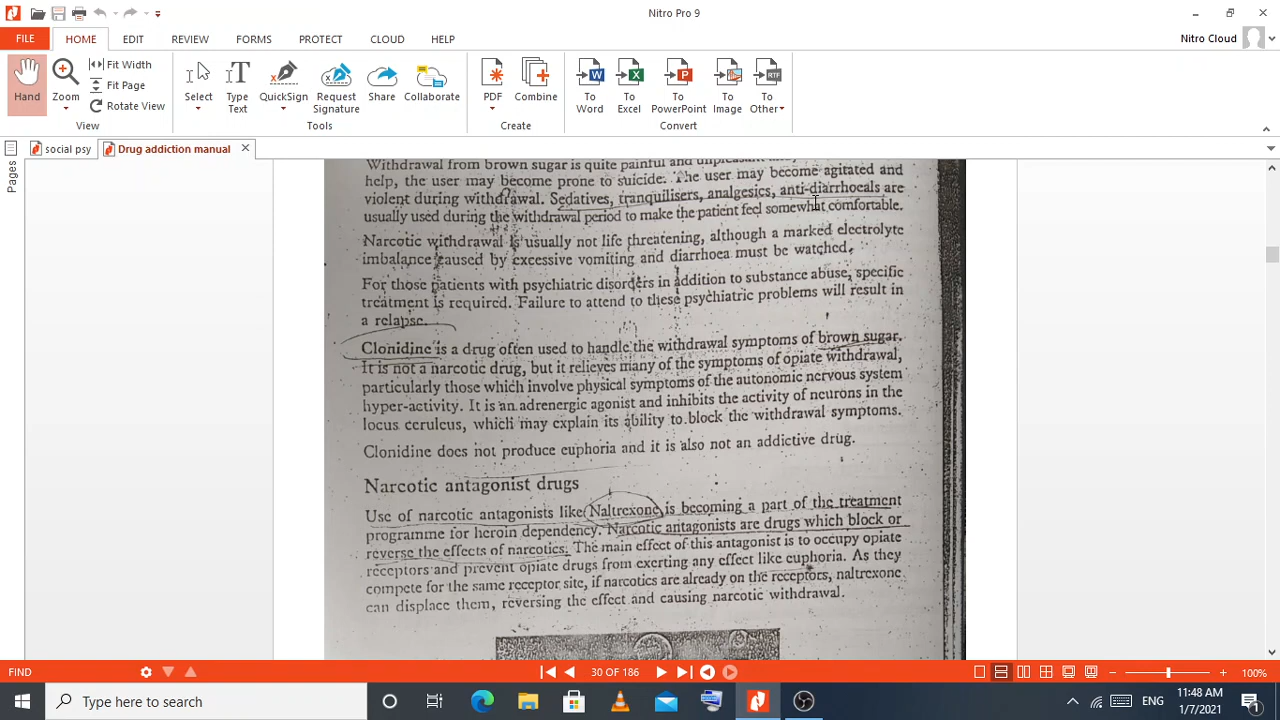 Nitro Pro 9
FILE HOME EDIT REVIEW FORMS PROTECT CLOUD HELP
Nitro Cloud
Hand
Zoom
Fit Width
Fit Page
Rotate View
View
Select
Type Text
QuickSign
Request Signature
Share
Collaborate
Tools
PDF
Combine
Create
To Word
To Excel
To PowerPoint
To Image
To Other
Convert
Pages
social psy
Drug addiction manual
Withdrawal from brown sugar is quite painful and unpleasant
help, the user may become prone to suicide. The user may become agitated and
violent during withdrawal. Sedatives, tranquilisers, analgesics, anti-diarrhoeals are
usually used during the withdrawal period to make the patient feel somewhat comfortable.
Narcotic withdrawal is usually not life threatening, although a marked electrolyte
imbalance caused by excessive vomiting and diarrhoea must be watched.
For those patients with psychiatric disorders in addition to substance abuse, specific
treatment is required. Failure to attend to these psychiatric problems will result in
a relapse.
Clonidine is a drug often used to handle the withdrawal symptoms of brown sugar.
It is not a narcotic drug, but it relieves many of the symptoms of opiate withdrawal,
particularly those which involve physical symptoms of the autonomic nervous system
hyper-activity. It is an adrenergic agonist and inhibits the activity of neurons in the
locus ceruleus, which may explain its ability to block the withdrawal symptoms.
Clonidine does not produce euphoria and it is also not an addictive drug.
Narcotic antagonist drugs
Use of narcotic antagonists like Naltrexone is becoming a part of the treatment
programme for heroin dependency. Narcotic antagonists are drugs which block or
reverse the effects of narcotics. The main effect of this antagonist is to occupy opiate
receptors and prevent opiate drugs from exerting any effect like euphoria. As they
compete for the same receptor site, if narcotics are already on the receptors, naltrexone
can displace them, reversing the effect and causing narcotic withdrawal.
FIND
30 OF 186
100%
Type here to search
ENG
11:48 AM
1/7/2021